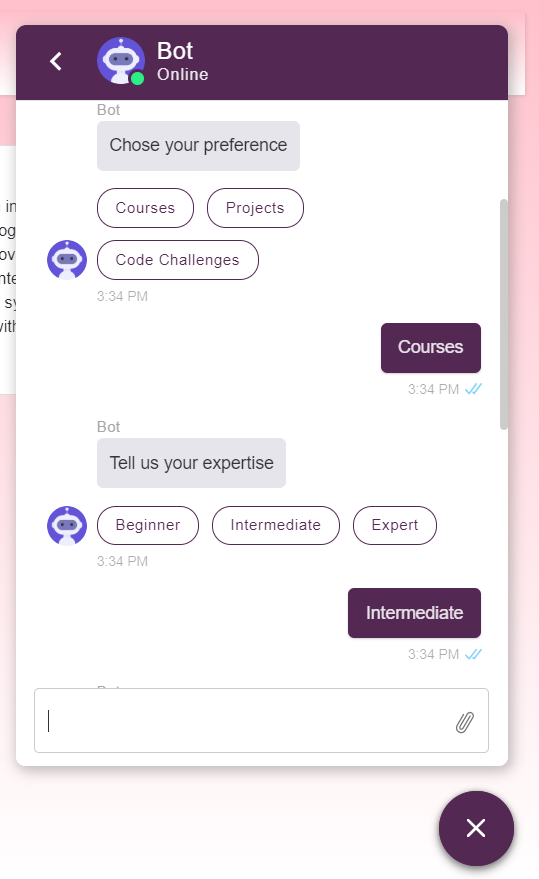 Bot
Online
Bot
Chose your preference
Courses
Projects
Code Challenges
3:34 PM
Courses
3:34 PM
Bot
Tell us your expertise
Beginner
Intermediate
Expert
3:34 PM
Intermediate
3:34 PM